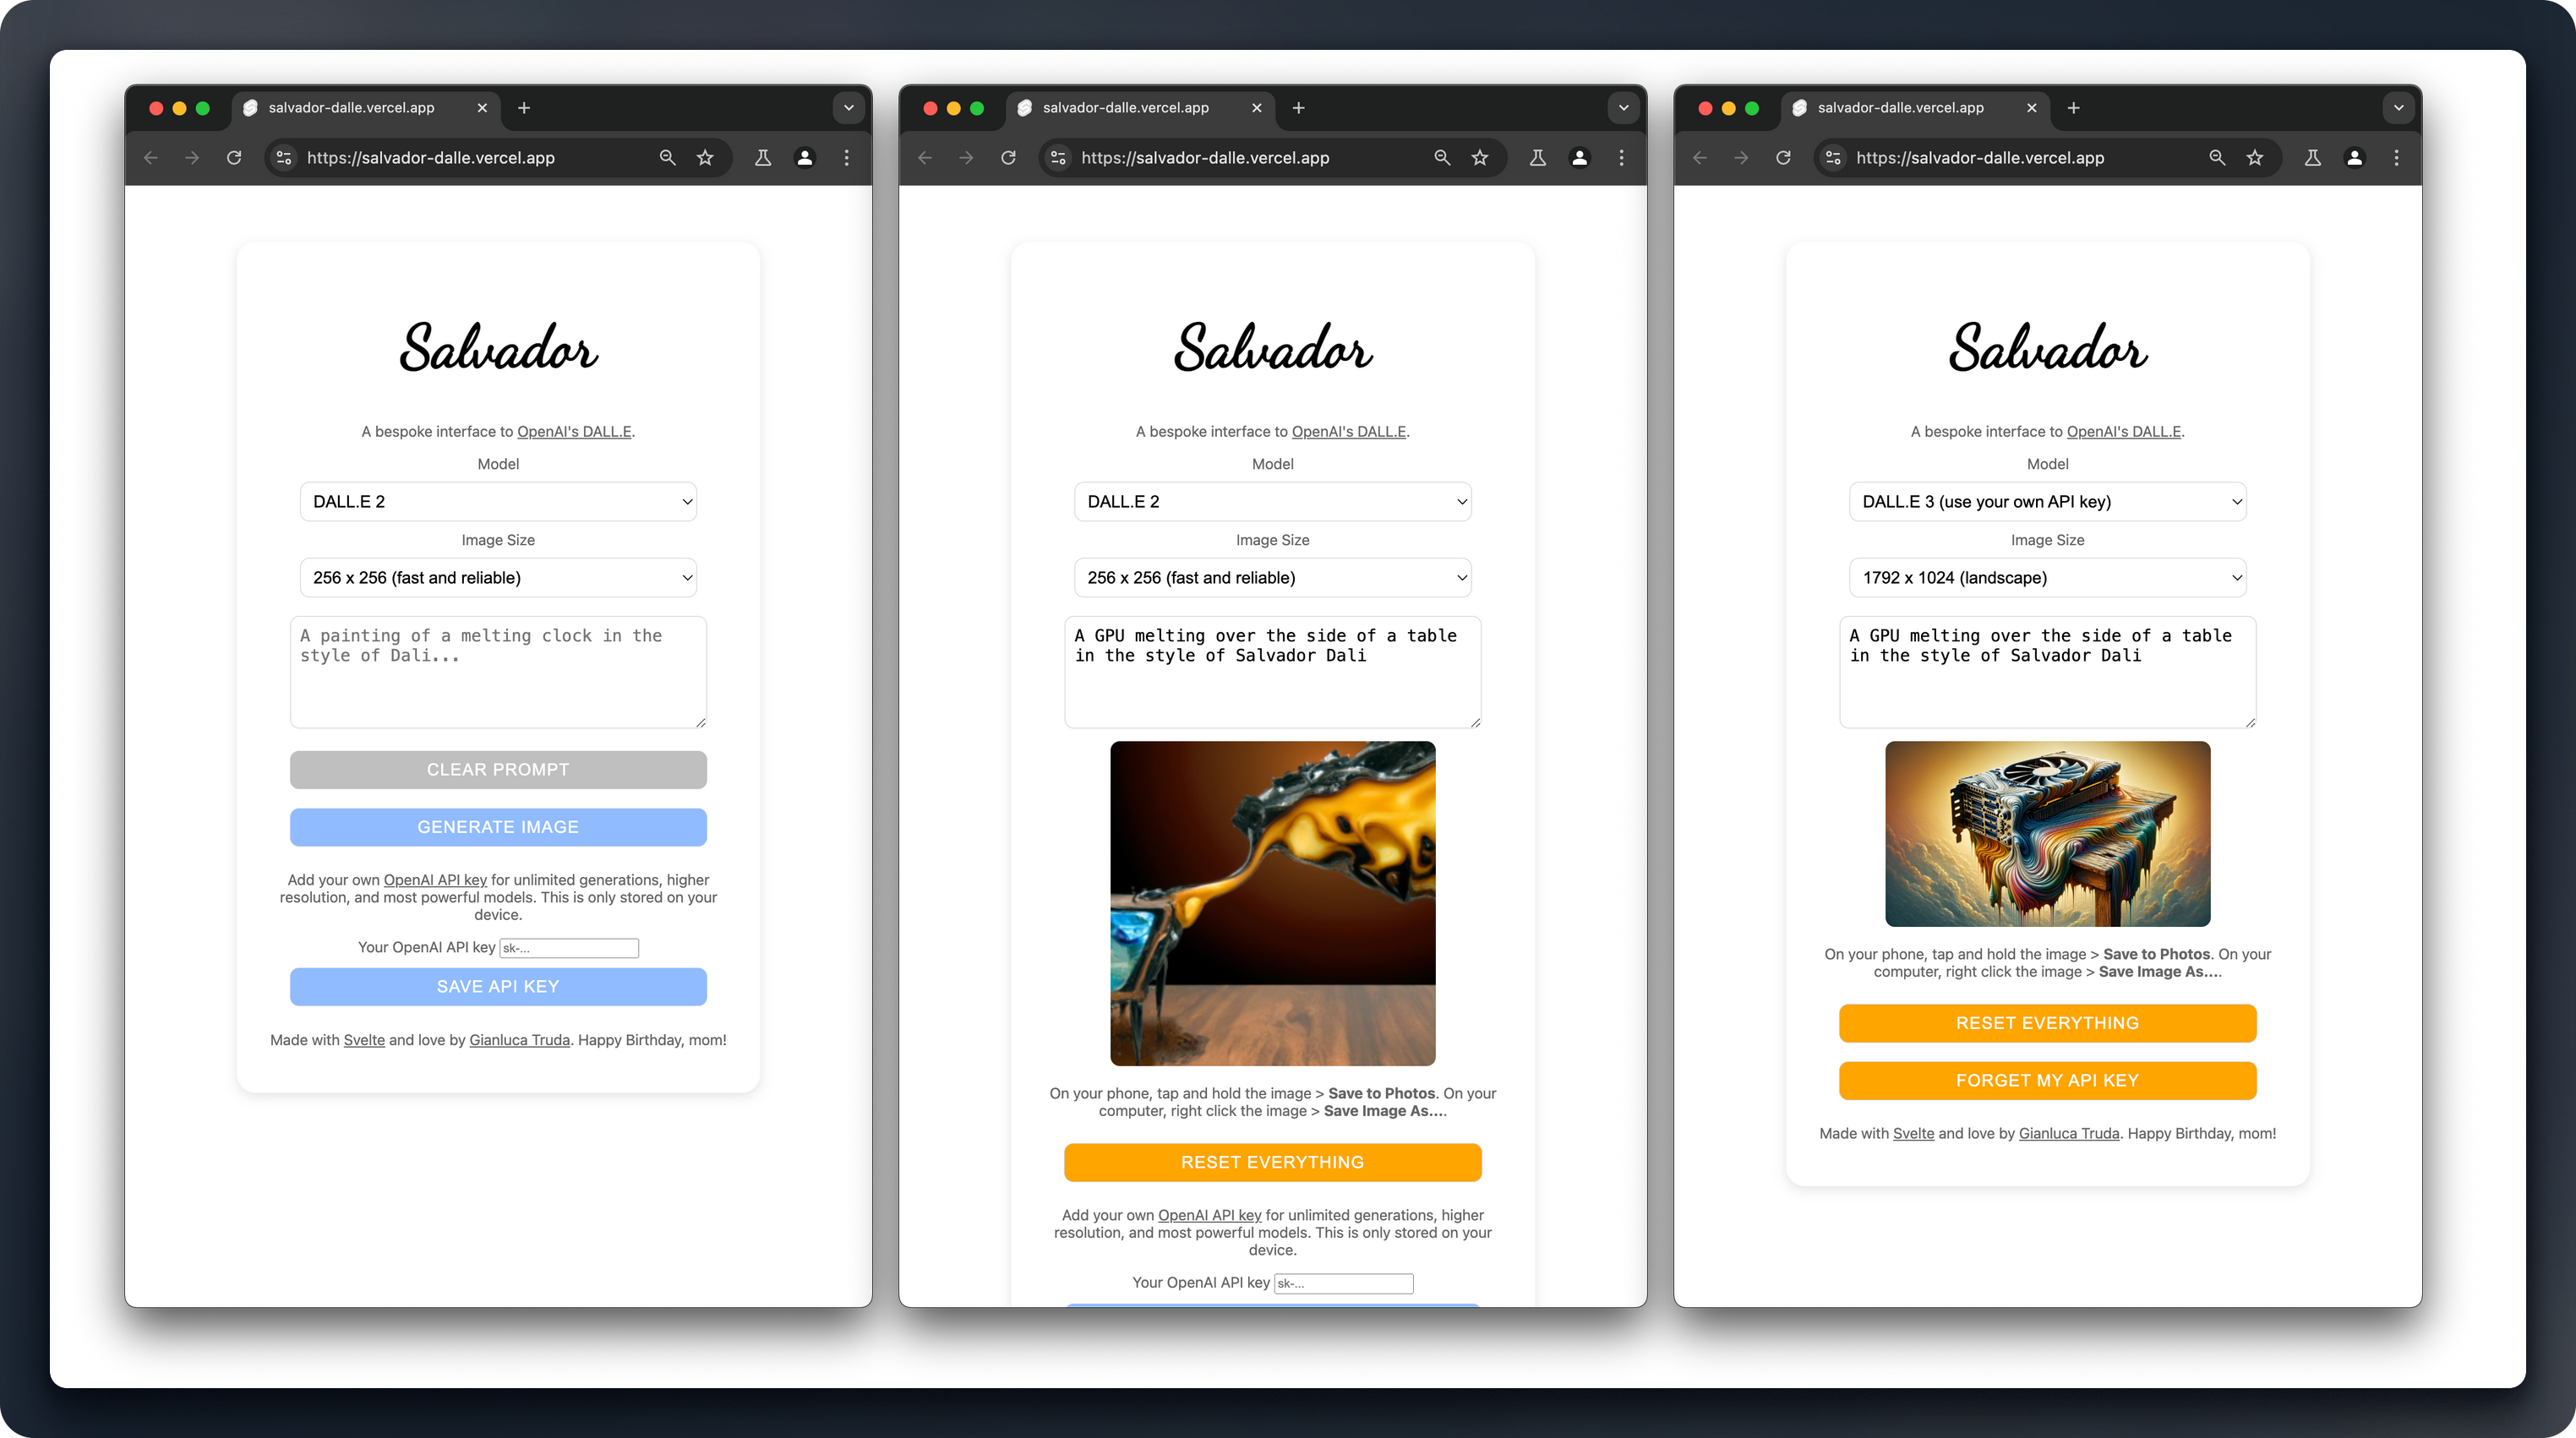 salvador-dalle.vercel.app
https://salvador-dalle.vercel.app
Salvador
A bespoke interface to OpenAI's DALL.E.
Model
DALL.E 2
Image Size
256 x 256 (fast and reliable)
A painting of a melting clock in the
style of Dali...
CLEAR PROMPT
GENERATE IMAGE
Add your own OpenAI API key for unlimited generations, higher
resolution, and most powerful models. This is only stored on your
device.
Your OpenAI API key sk-...
SAVE API KEY
Made with Svelte and love by Gianluca Truda. Happy Birthday, mom!
salvador-dalle.vercel.app
https://salvador-dalle.vercel.app
Salvador
A bespoke interface to OpenAI's DALL.E.
Model
DALL.E 2
Image Size
256 x 256 (fast and reliable)
A GPU melting over the side of a table
in the style of Salvador Dali
On your phone, tap and hold the image > Save to Photos. On your
computer, right click the image > Save Image As....
RESET EVERYTHING
Add your own OpenAI API key for unlimited generations, higher
resolution, and most powerful models. This is only stored on your
device.
Your OpenAI API key sk-...
salvador-dalle.vercel.app
https://salvador-dalle.vercel.app
Salvador
A bespoke interface to OpenAI's DALL.E.
Model
DALL.E 3 (use your own API key)
Image Size
1792 x 1024 (landscape)
A GPU melting over the side of a table
in the style of Salvador Dali
On your phone, tap and hold the image > Save to Photos. On your
computer, right click the image > Save Image As....
RESET EVERYTHING
FORGET MY API KEY
Made with Svelte and love by Gianluca Truda. Happy Birthday, mom!